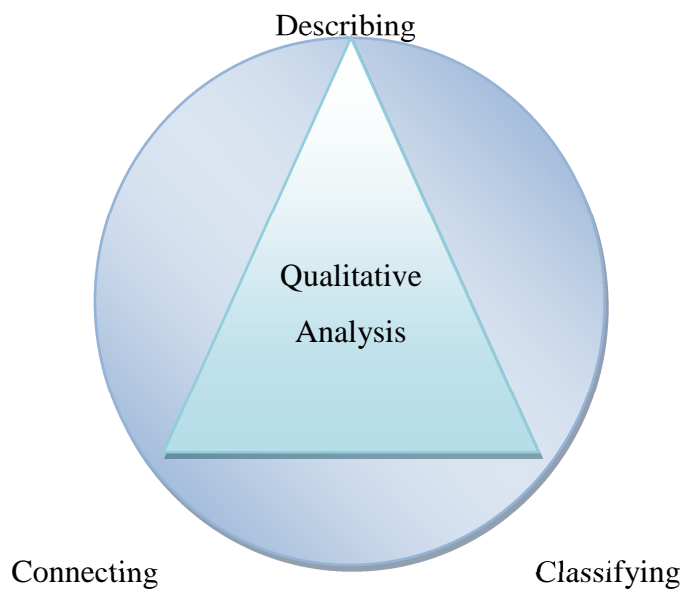 Describing
Qualitative
Analysis
Connecting
Classifying